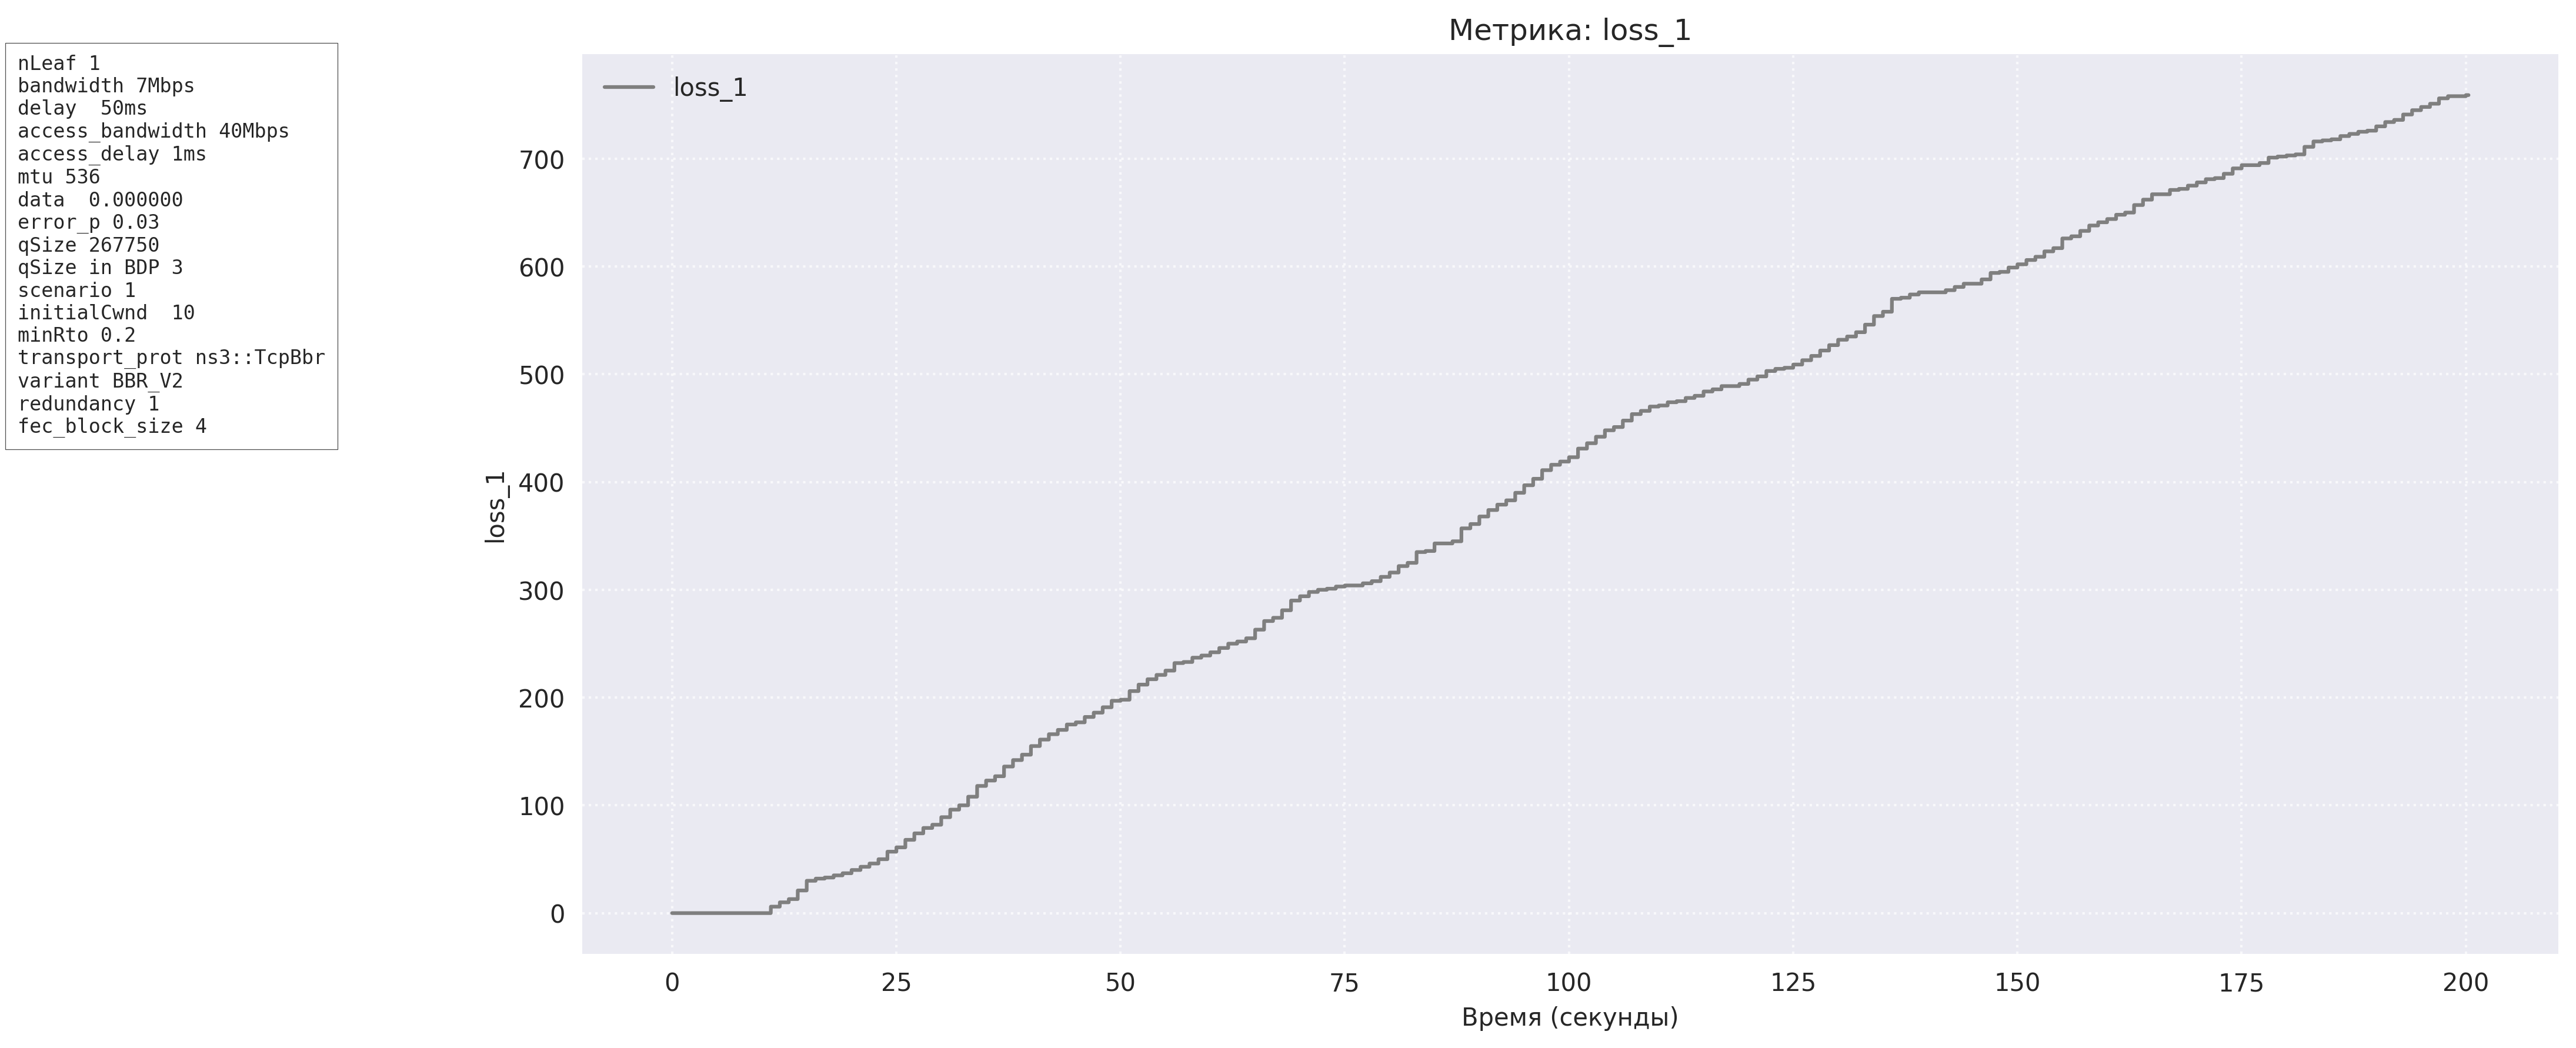 Метрика: loss_1
nLeaf 1
bandwidth 7Mbps
delay  50ms
access_bandwidth 40Mbps
access_delay 1ms
mtu 536
data  0.000000
error_p 0.03
qSize 267750
qSize in BDP 3
scenario 1
initialCwnd  10
minRto 0.2
transport_prot ns3::TcpBbr
variant BBR_V2
redundancy 1
fec_block_size 4
loss_1
loss_1
700
600
500
400
300
200
100
0
0 25 50 75 100 125 150 175 200
Время (секунды)